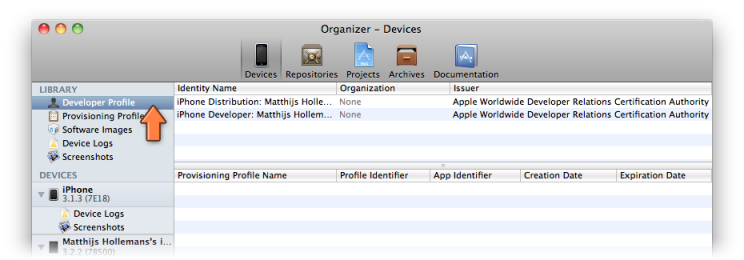 Organizer – Devices
Devices Repositories Projects Archives Documentation
LIBRARY
Developer Profile
Provisioning Profile
Software Images
Device Logs
Screenshots
DEVICES
iPhone
3.1.3 (7E18)
Device Logs
Screenshots
Matthijs Hollemans's i...
3.2.2 (7B500)
Identity Name Organization Issuer
iPhone Distribution: Matthijs Holle... None Apple Worldwide Developer Relations Certification Authority
iPhone Developer: Matthijs Hollem... None Apple Worldwide Developer Relations Certification Authority
Provisioning Profile Name Profile Identifier App Identifier Creation Date Expiration Date